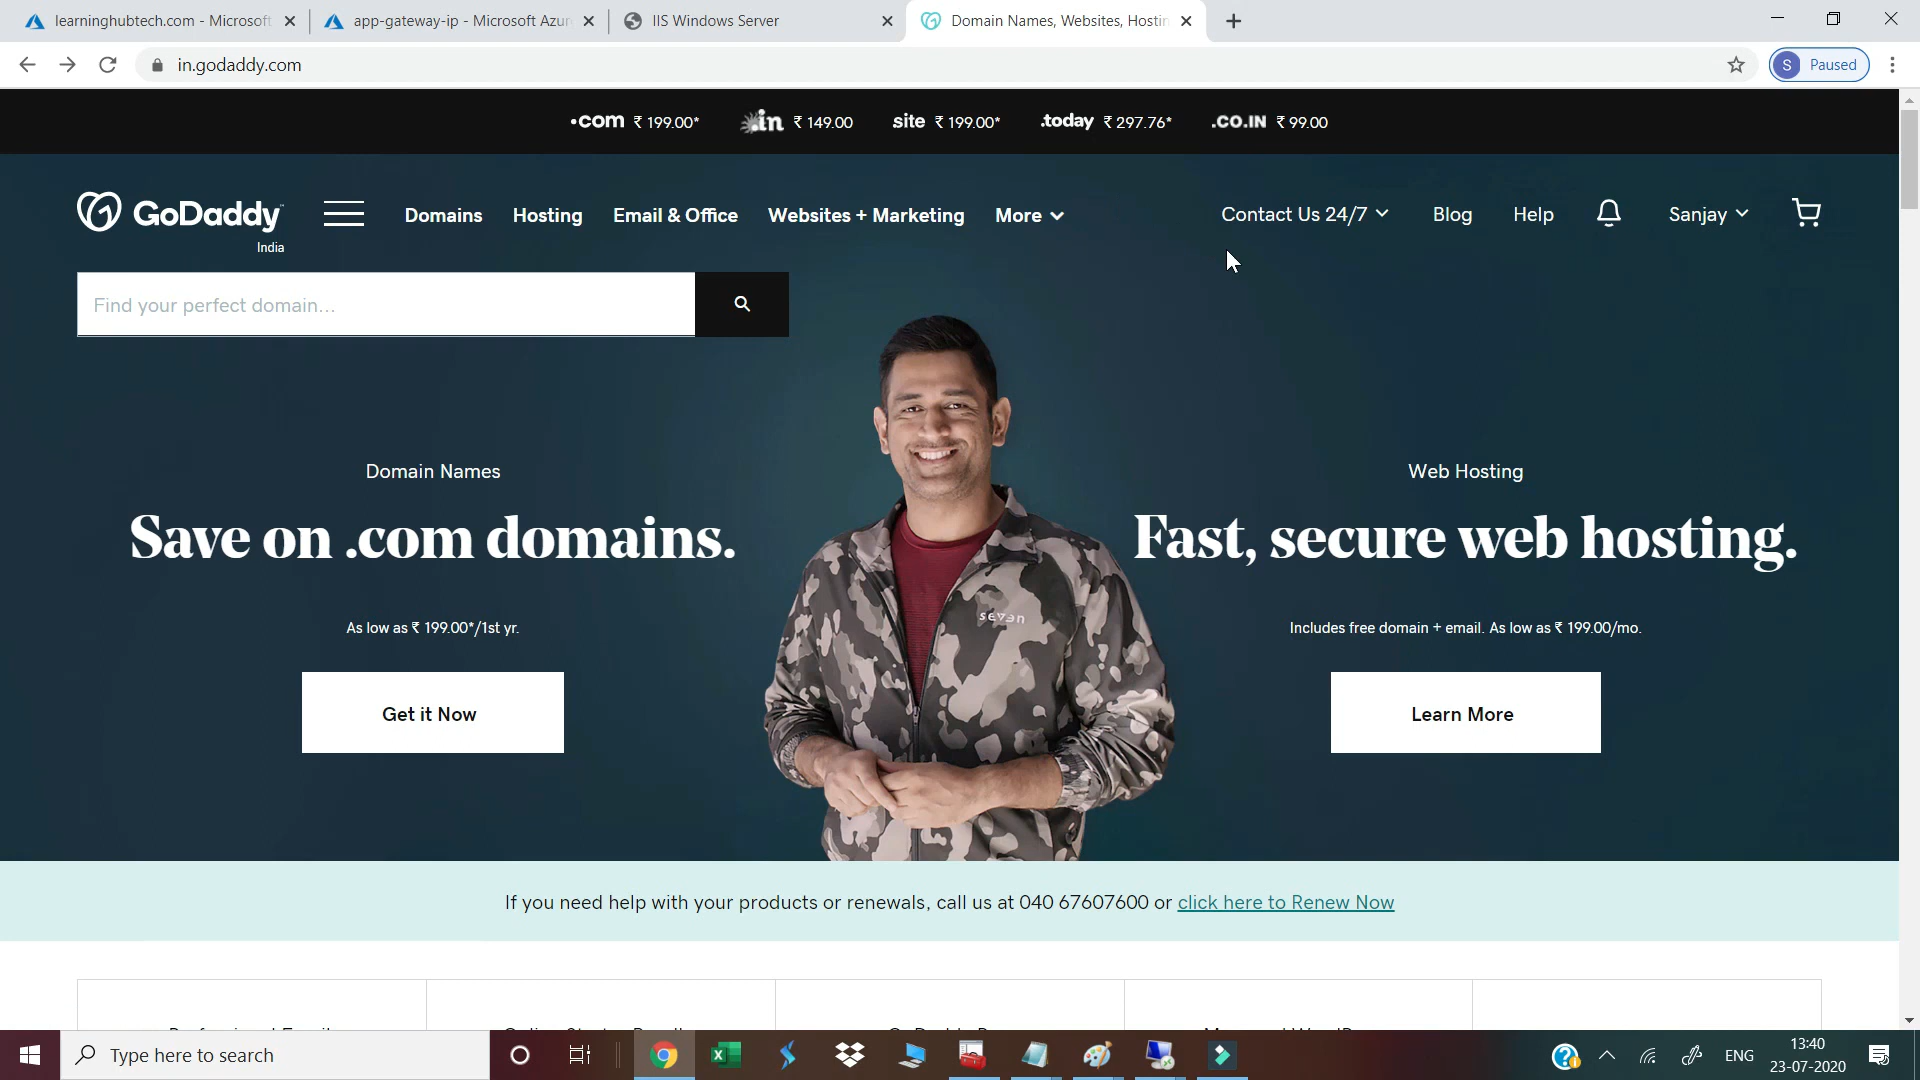 learninghubtech.com - Microsoft
app-gateway-ip - Microsoft Azur
IIS Windows Server
Domain Names, Websites, Hostin
in.godaddy.com
S Paused
.com ₹ 199.00*
.in ₹ 149.00
site ₹ 199.00*
.today ₹ 297.76*
.CO.IN ₹ 99.00
GoDaddy
India
Domains
Hosting
Email & Office
Websites + Marketing
More
Contact Us 24/7
Blog
Help
Sanjay
Find your perfect domain...
Domain Names
Save on .com domains.
As low as ₹ 199.00*/1st yr.
Get it Now
seven
Web Hosting
Fast, secure web hosting.
Includes free domain + email. As low as ₹ 199.00/mo.
Learn More
If you need help with your products or renewals, call us at 040 67607600 or click here to Renew Now
Type here to search
ENG
13:40
23-07-2020